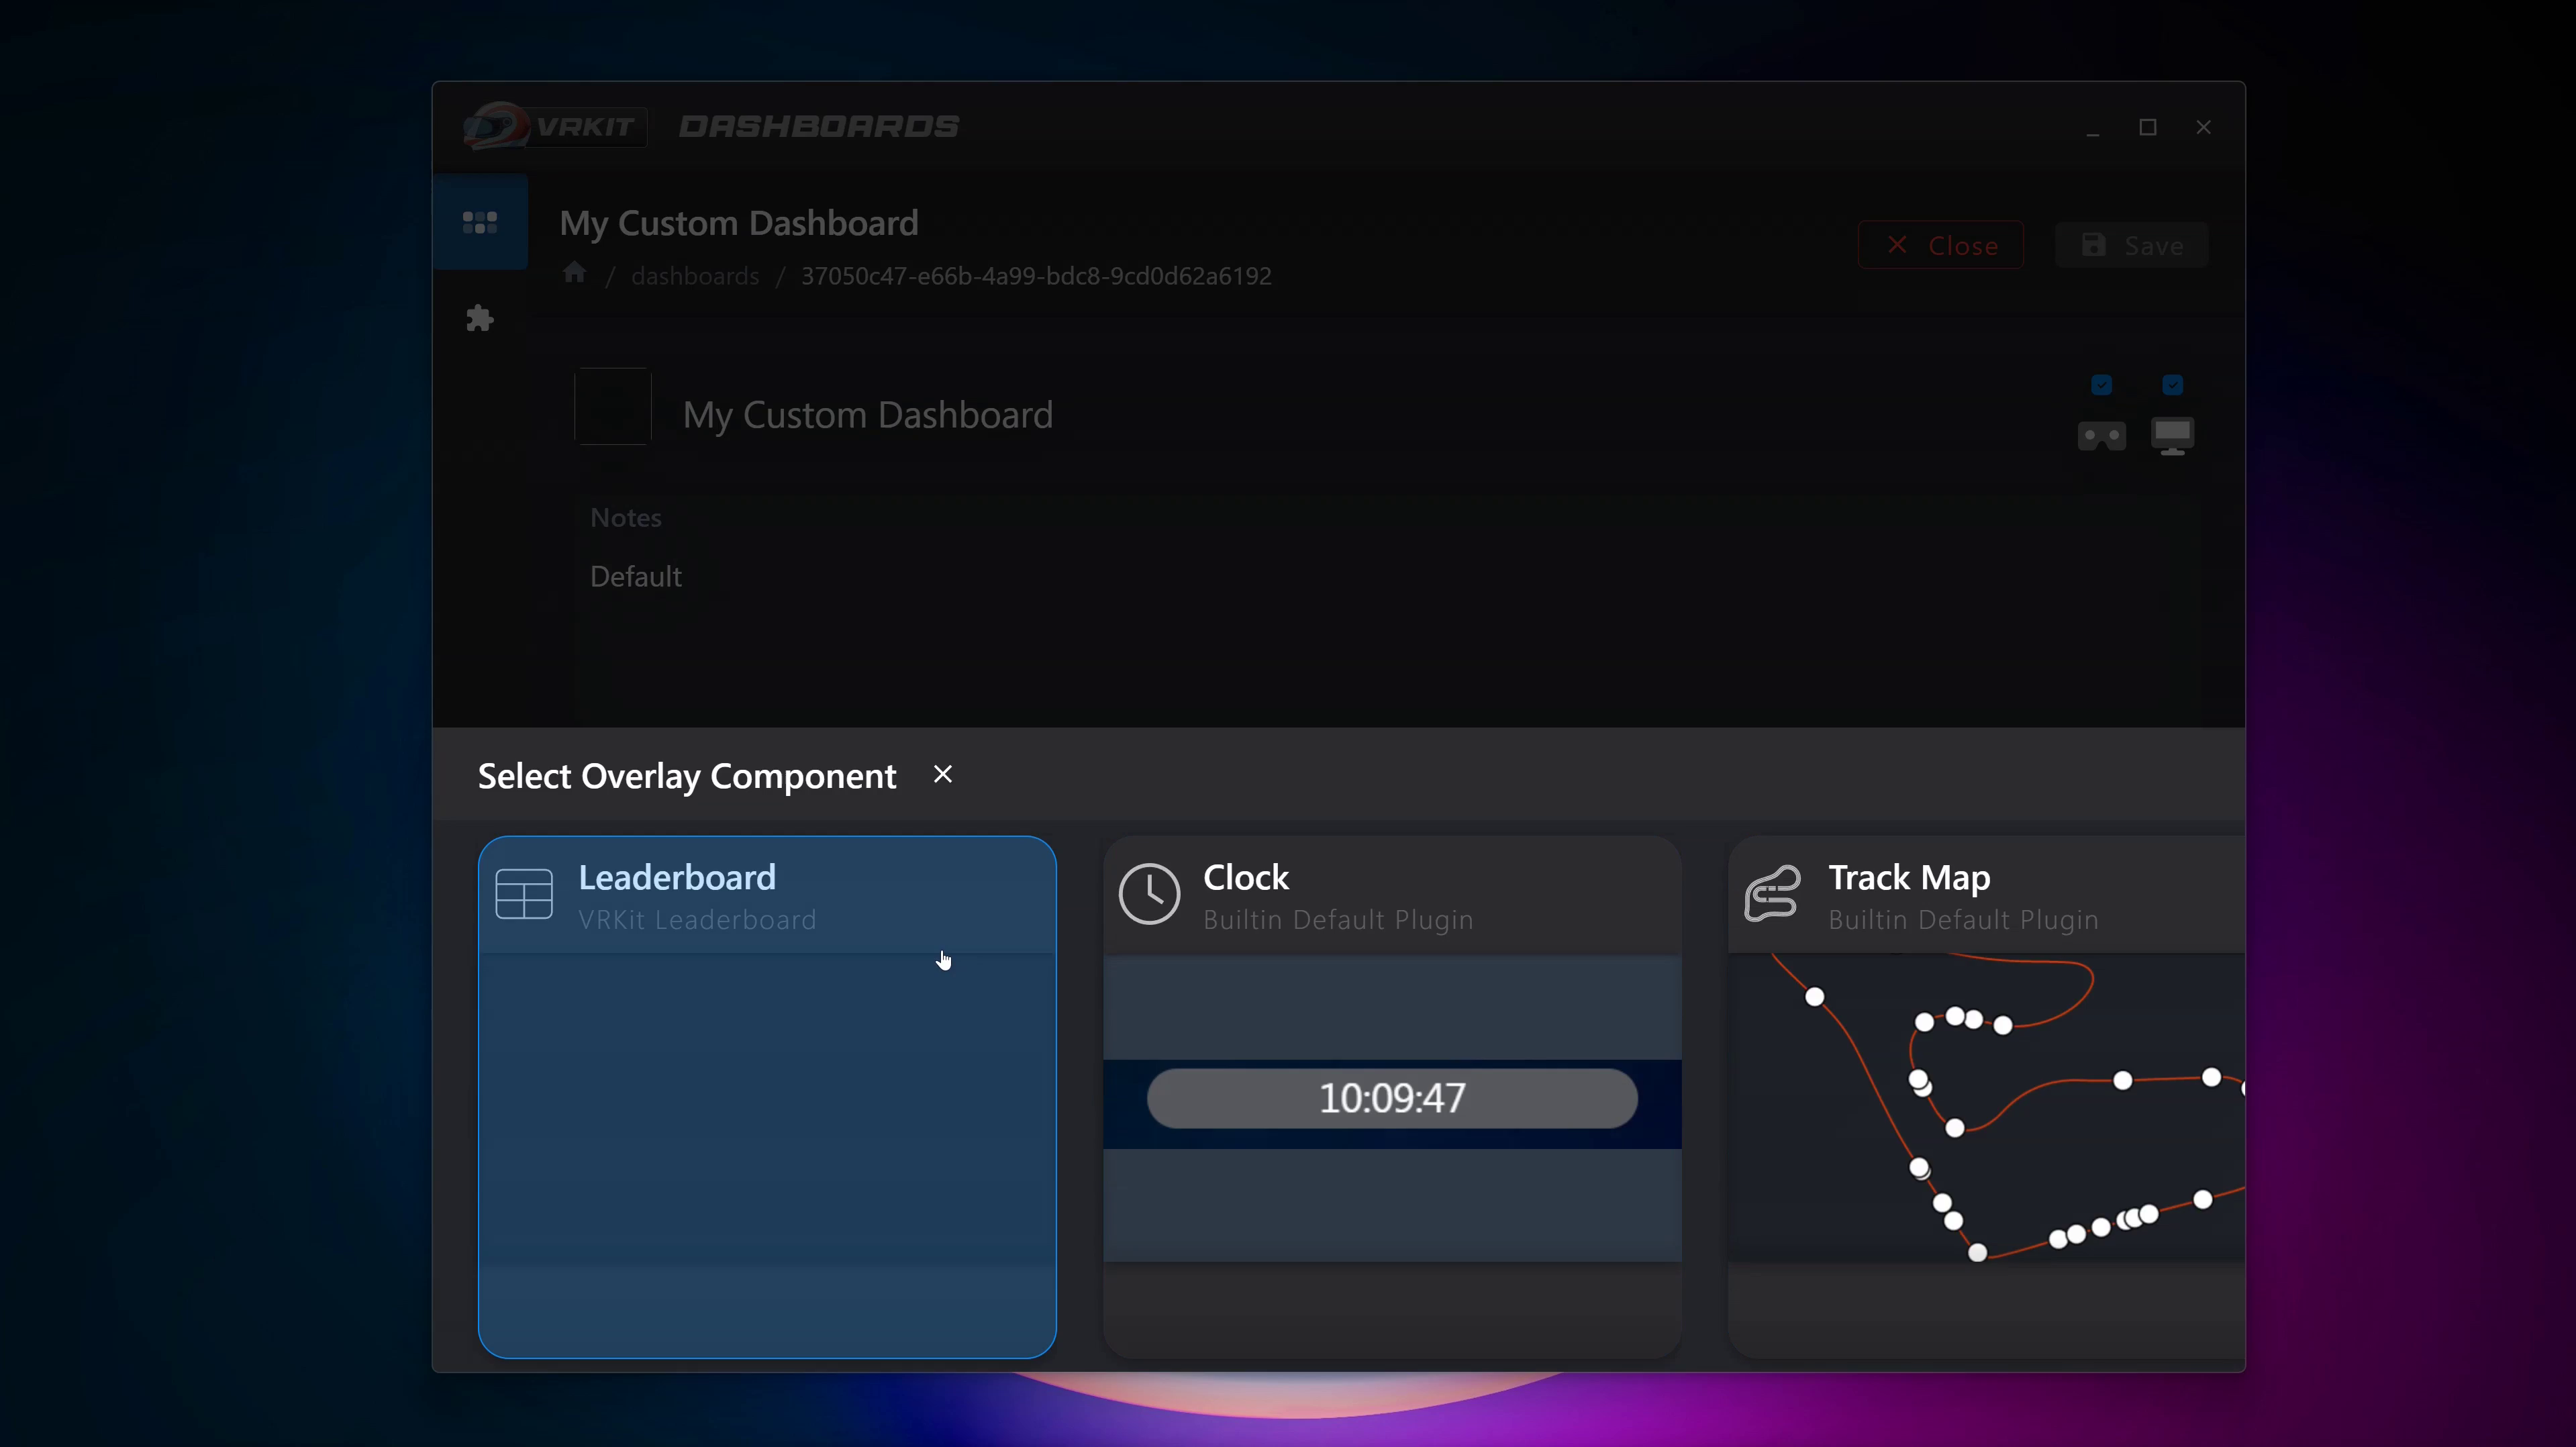 VRKIT DASHBOARDS
My Custom Dashboard
/ dashboards / 37050c47-e66b-4a99-bdc8-9cd0d62a6192
Close
Save
My Custom Dashboard
Notes
Default
Select Overlay Component
Leaderboard
VRKit Leaderboard
Clock
Builtin Default Plugin
10:09:47
Track Map
Builtin Default Plugin